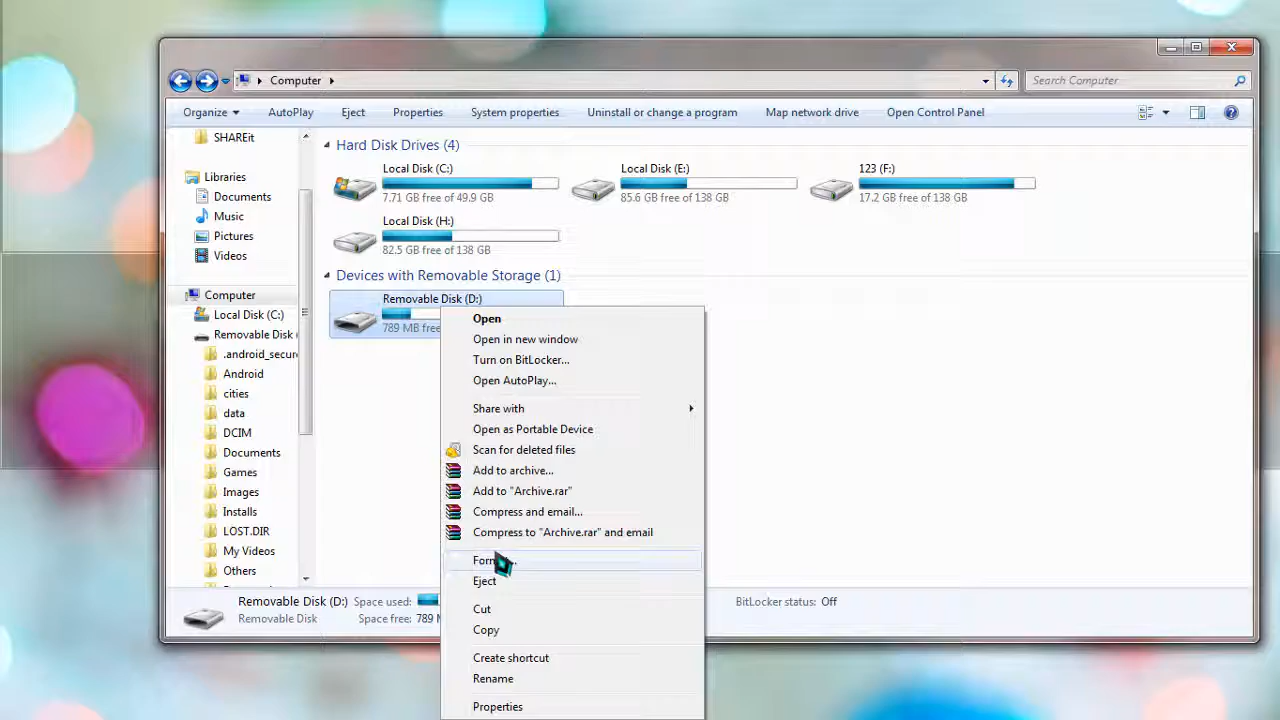 Computer
Search Computer
Organize AutoPlay Eject Properties System properties Uninstall or change a program Map network drive Open Control Panel
SHAREit
Libraries
Documents
Music
Pictures
Videos
Computer
Local Disk (C:)
Removable Disk (
.android_secure
Android
cities
data
DCIM
Documents
Games
Images
Installs
LOST.DIR
My Videos
Others
Hard Disk Drives (4)
Local Disk (C:)
7.71 GB free of 49.9 GB
Local Disk (E:)
85.6 GB free of 138 GB
123 (F:)
17.2 GB free of 138 GB
Local Disk (H:)
82.5 GB free of 138 GB
Devices with Removable Storage (1)
Removable Disk (D:)
789 MB free
Open
Open in new window
Turn on BitLocker...
Open AutoPlay...
Share with
Open as Portable Device
Scan for deleted files
Add to archive...
Add to "Archive.rar"
Compress and email...
Compress to "Archive.rar" and email
Eject
Cut
Copy
Create shortcut
Rename
Properties
Removable Disk (D:) Space used:
Removable Disk Space free: 789
BitLocker status: Off